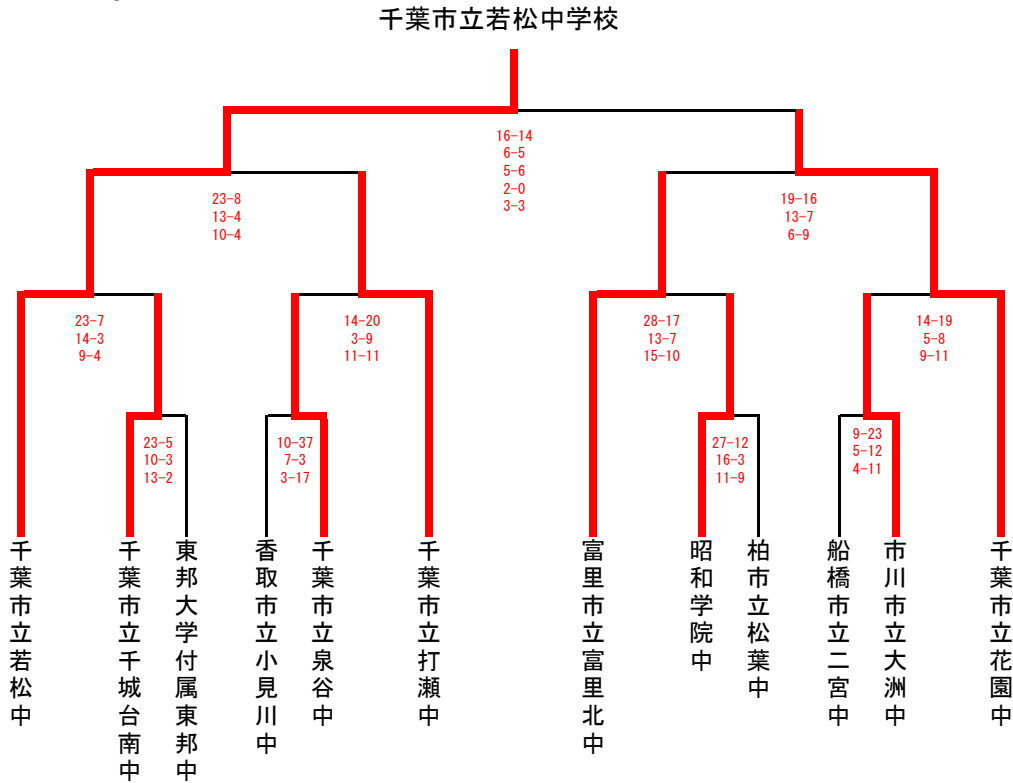 千葉市立若松中学校
16-14
6-5
5-6
2-0
3-3
23-8
13-4
10-4
19-16
13-7
6-9
23-7
14-3
9-4
14-20
3-9
11-11
28-17
13-7
15-10
14-19
5-8
9-11
23-5
10-3
13-2
10-37
7-3
3-17
27-12
16-3
11-9
9-23
5-12
4-11
千葉市立若松中
千葉市立千城台南中
東邦大学付属東邦中
香取市立小見川中
千葉市立泉谷中
千葉市立打瀬中
富里市立富里北中
昭和学院中
柏市立松葉中
船橋市立二宮中
市川市立大洲中
千葉市立花園中